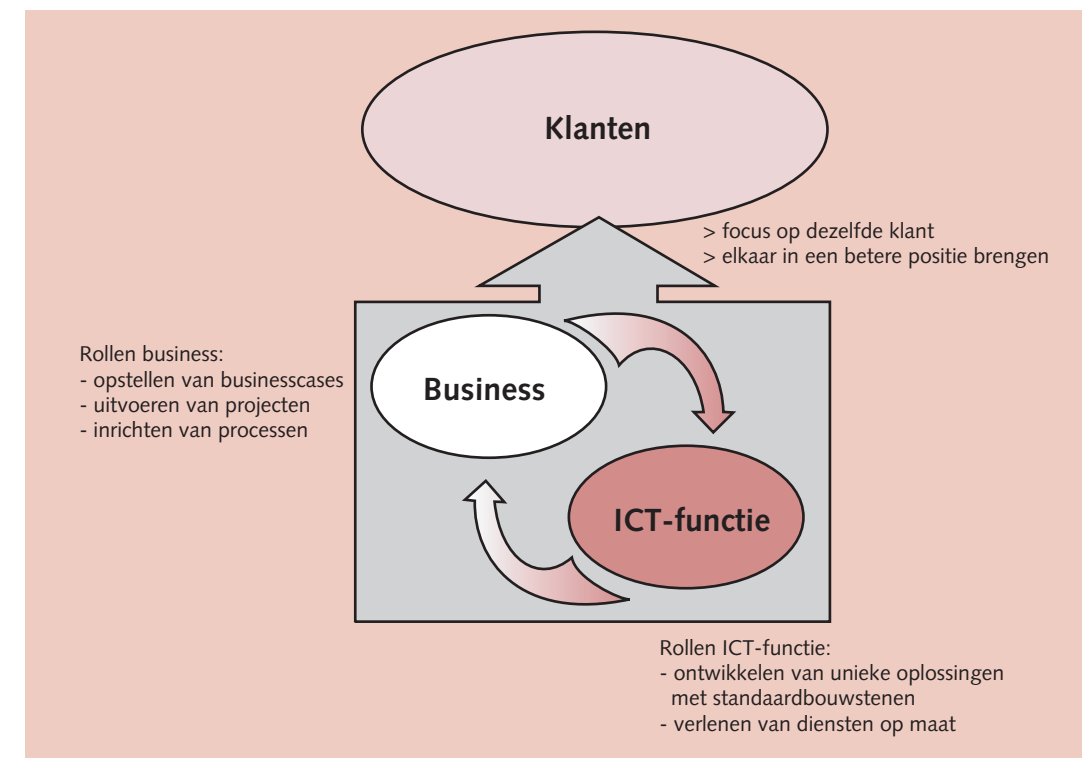 Klanten
> focus op dezelfde klant
> elkaar in een betere positie brengen
Rollen business:
- opstellen van businesscases
- uitvoeren van projecten
- inrichten van processen
Business
ICT-functie
Rollen ICT-functie:
- ontwikkelen van unieke oplossingen
met standaardbouwstenen
- verlenen van diensten op maat